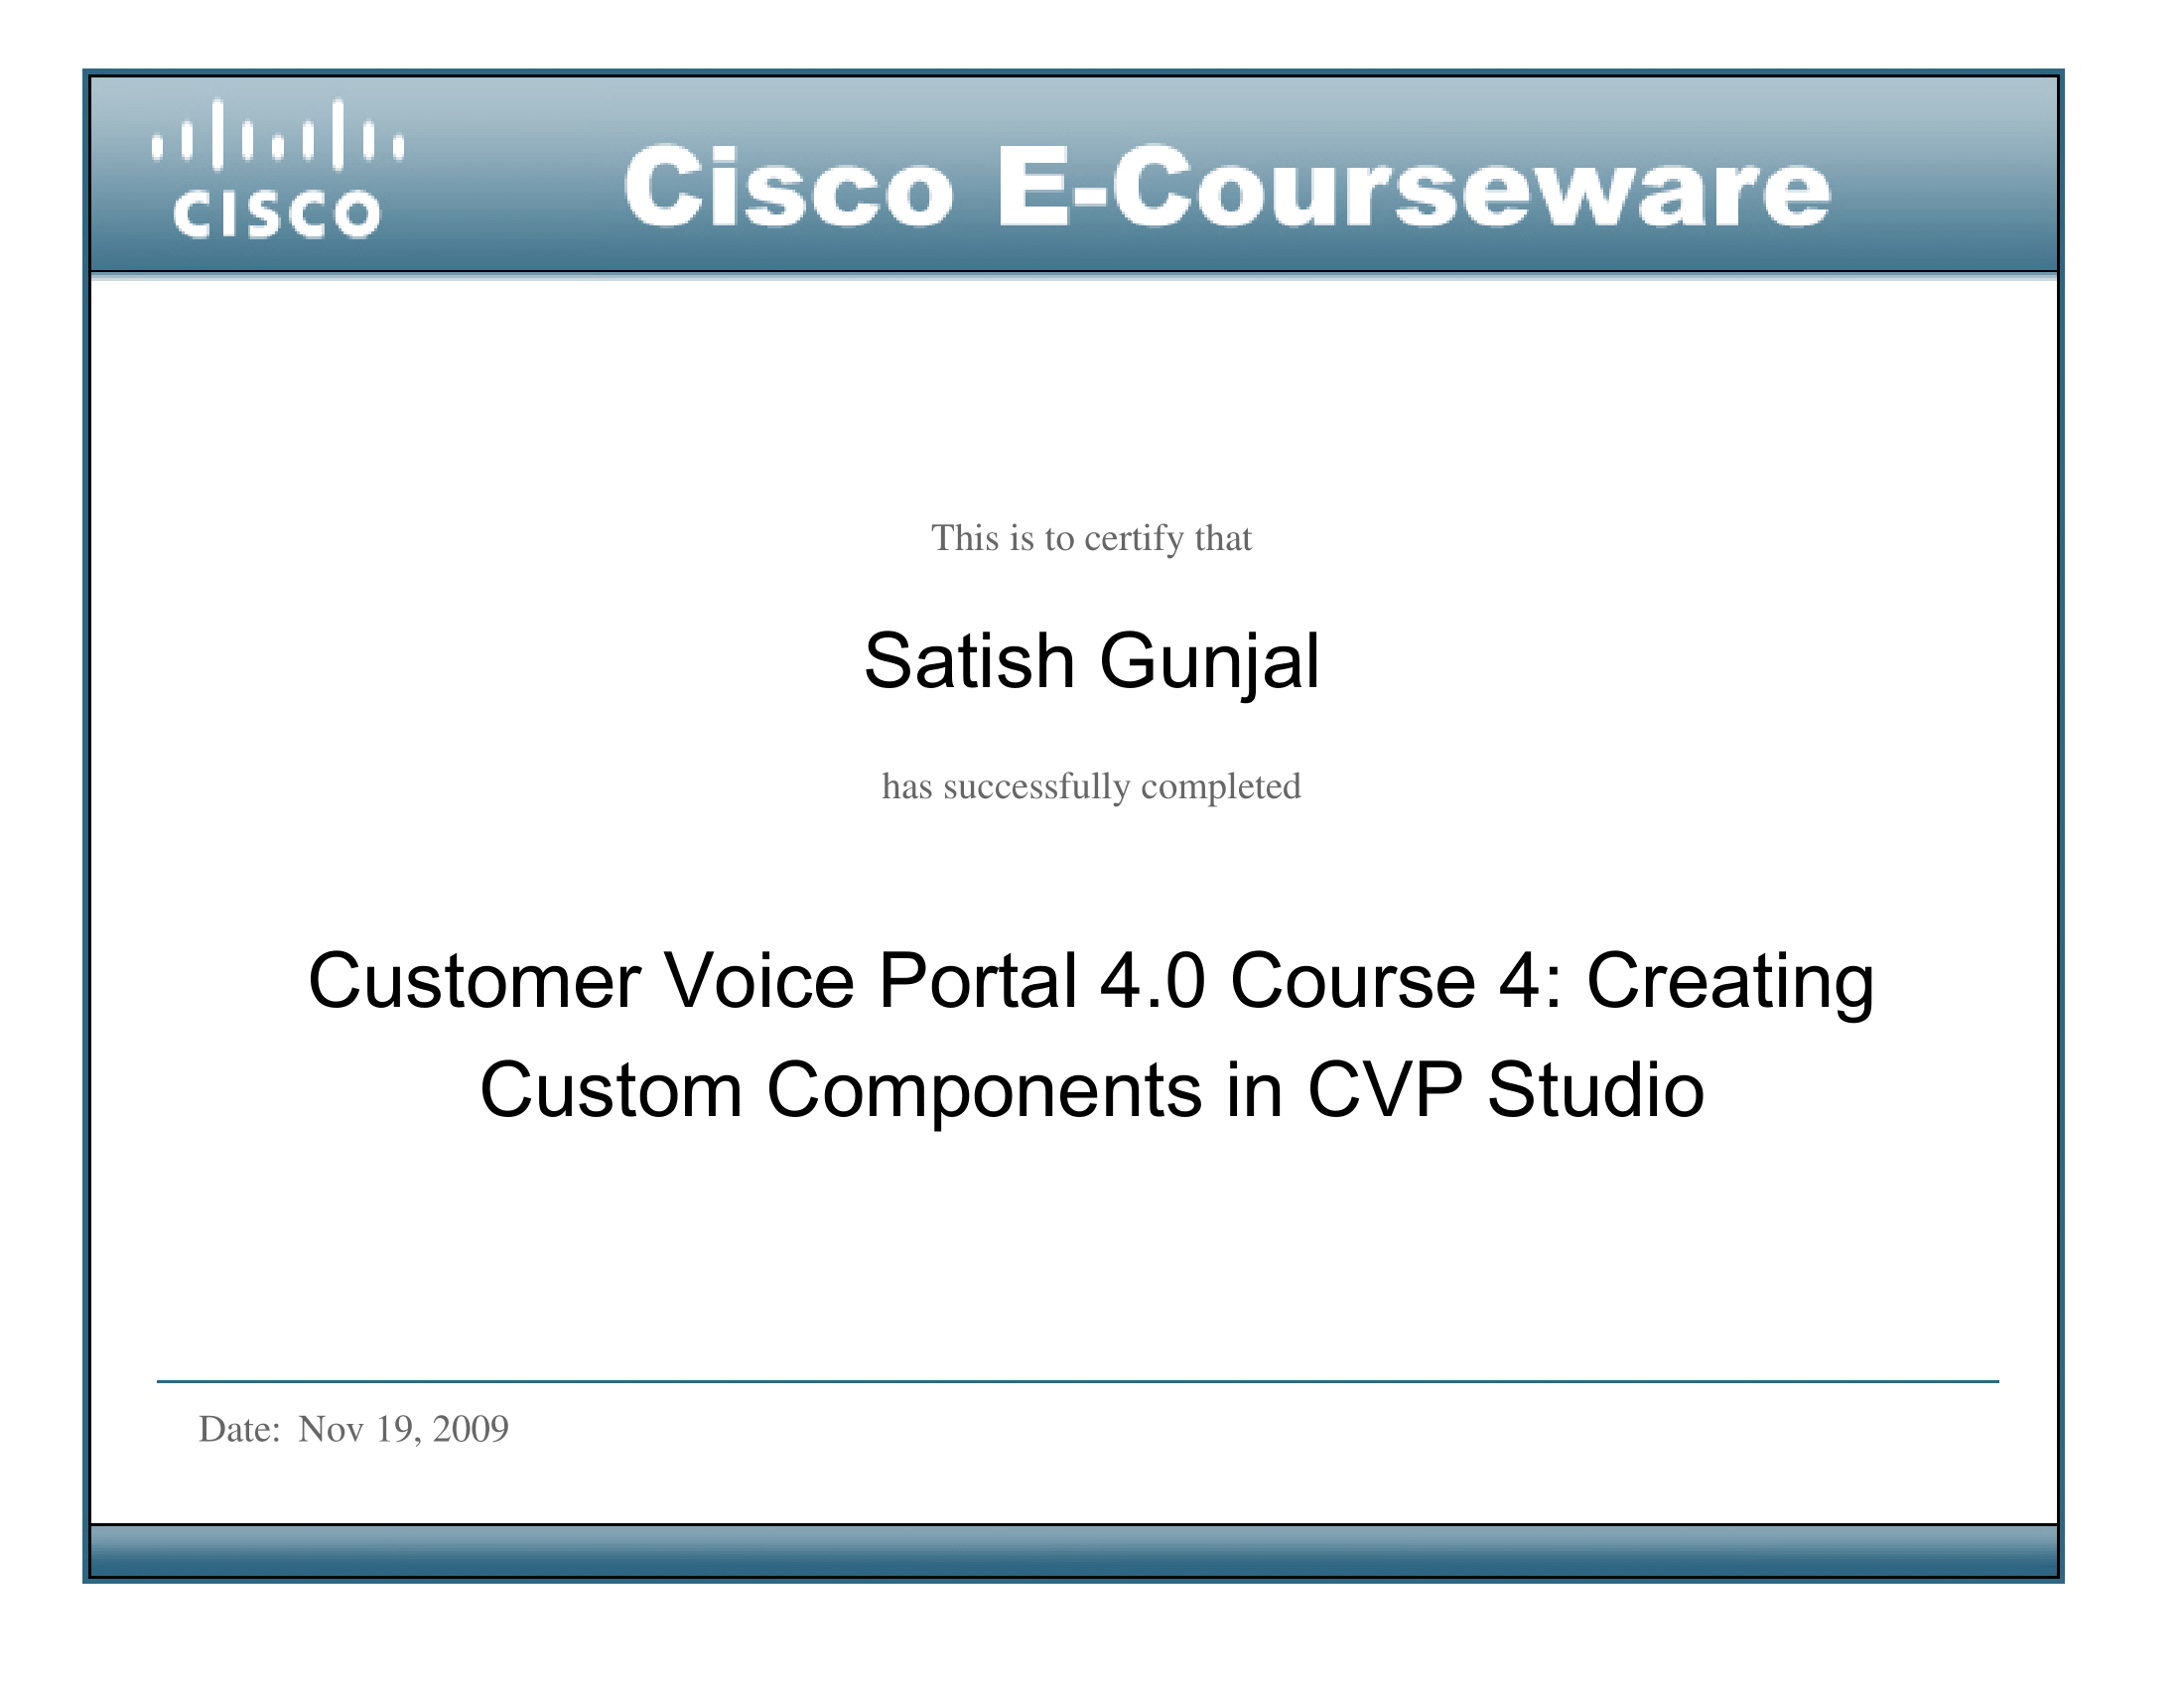 CISCO
Cisco E-Courseware
This is to certify that
Satish Gunjal
has successfully completed
Customer Voice Portal 4.0 Course 4: Creating
Custom Components in CVP Studio
Date: Nov 19, 2009